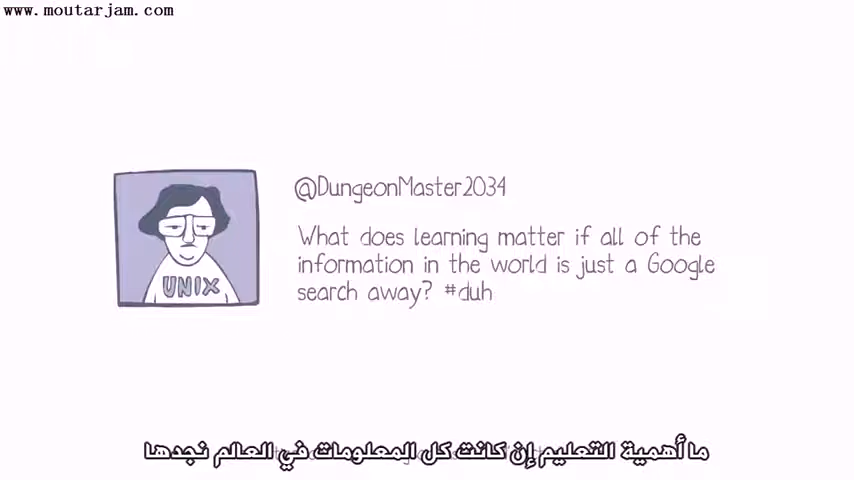 www.moutarjam.com
@DungeonMaster2034
What does learning matter if all of the
information in the world is just a Google
search away? #duh
UNIX
ما أهمية التعليم إن كانت كل المعلومات في العالم نجدها